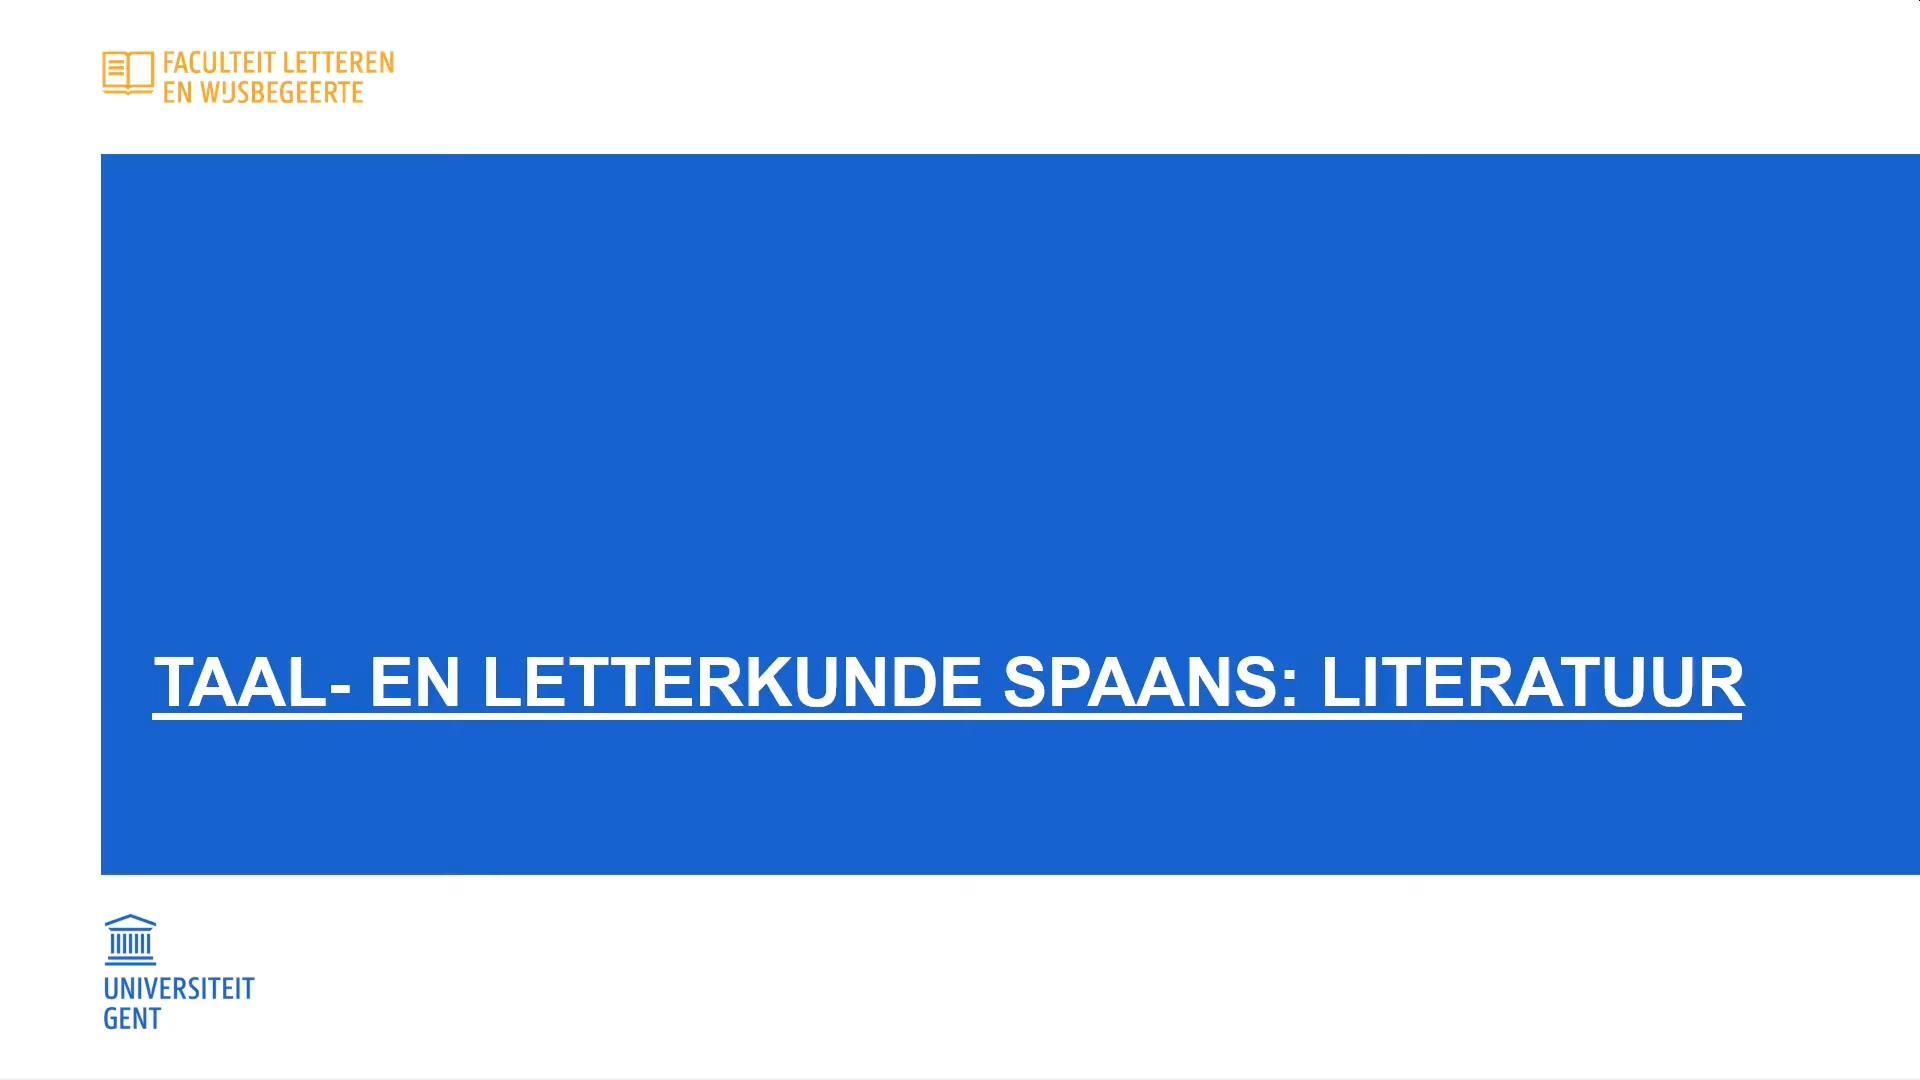 FACULTEIT LETTEREN
EN WIJSBEGEERTE
TAAL- EN LETTERKUNDE SPAANS: LITERATUUR
UNIVERSITEIT
GENT